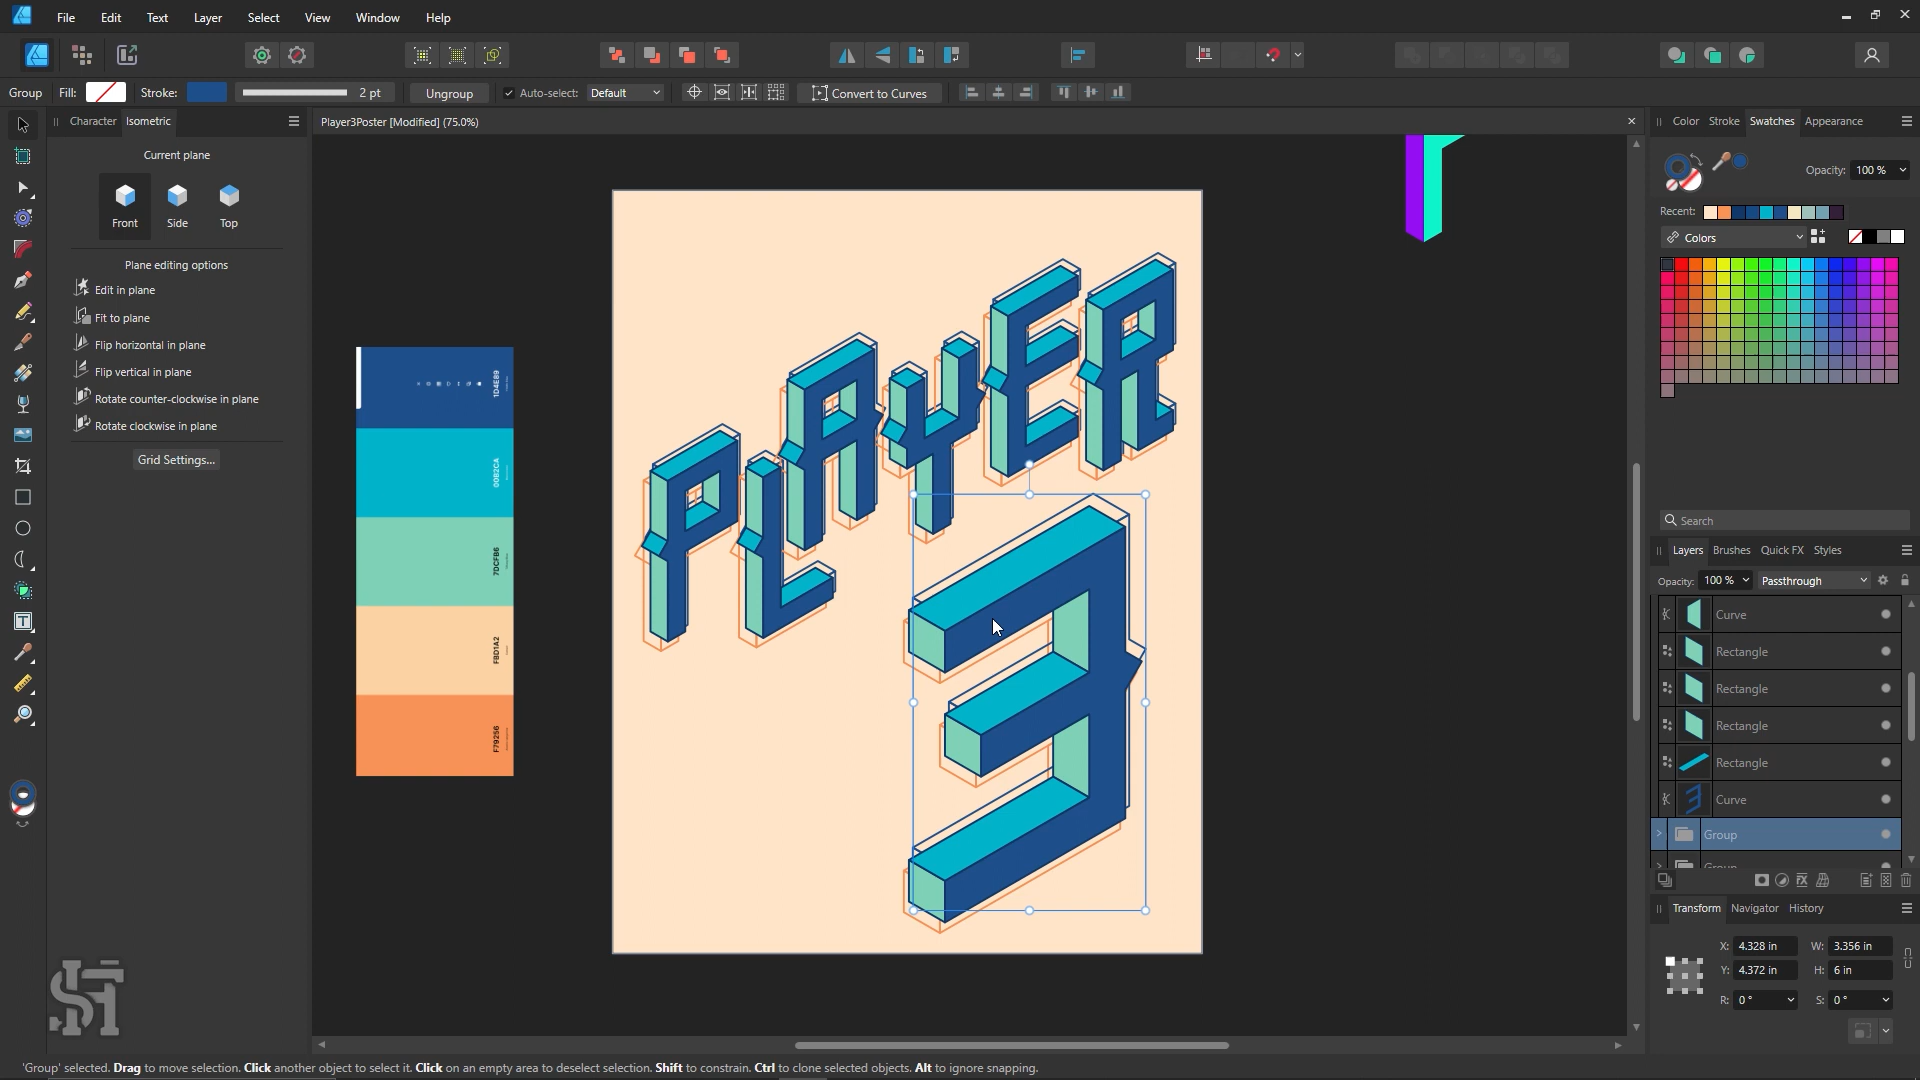 File Edit Text Layer Select View Window Help
Group Fill: Stroke: 2 pt Ungroup Auto-select: Default Convert to Curves
Character Isometric
Player3Poster [Modified] (75.0%)
Color Stroke Swatches Appearance
Current plane
Front Side Top
Plane editing options
Edit in plane
Fit to plane
Flip horizontal in plane
Flip vertical in plane
Rotate counter-clockwise in plane
Rotate clockwise in plane
Grid Settings...
1D4E89
00B2CA
7DCFB6
FBD1A2
F79256
PLAYER
3
Opacity: 100 %
Recent:
Colors
Search
Layers Brushes Quick FX Styles
Opacity: 100 % Passthrough
Curve
Rectangle
Rectangle
Rectangle
Rectangle
Curve
Group
Group
Transform Navigator History
X: 4.328 in W: 3.356 in
Y: 4.372 in H: 6 in
R: 0 ° S: 0 °
'Group' selected. Drag to move selection. Click another object to select it. Click on an empty area to deselect selection. Shift to constrain. Ctrl to clone selected objects. Alt to ignore snapping.